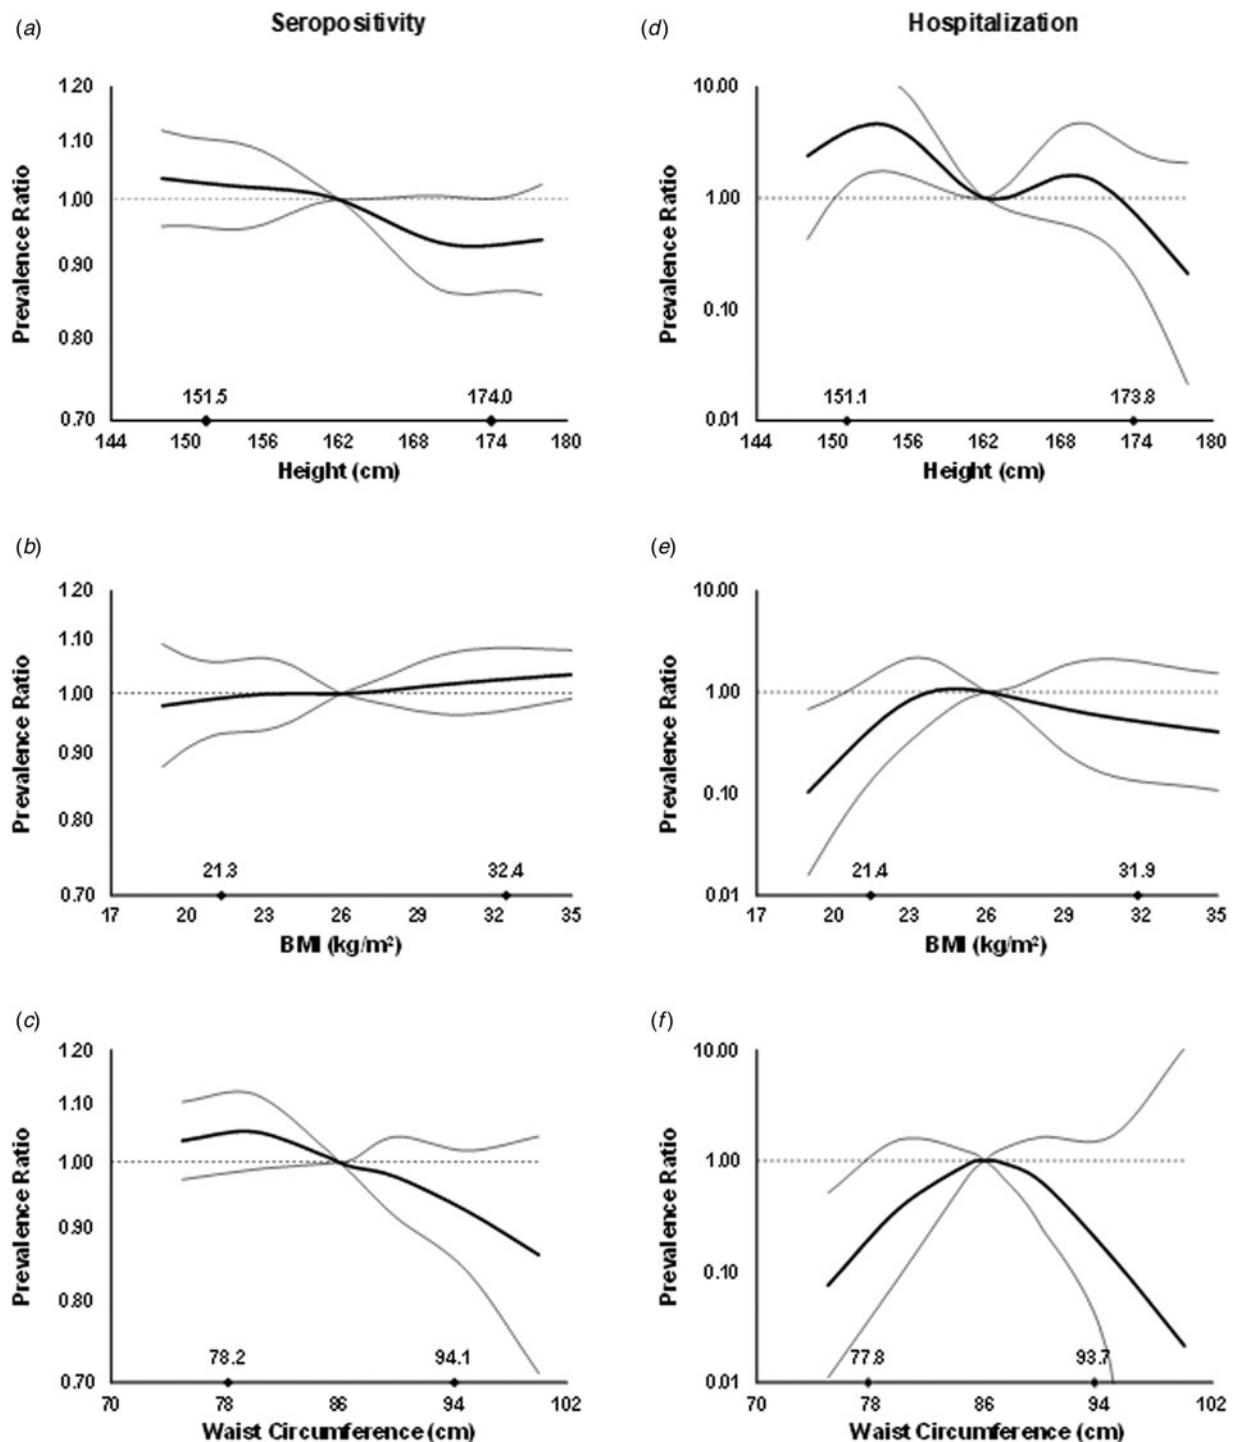 (a)
Seropositivity
1.20
1.10
1.00
0.90
0.80
0.70
Prevalence Ratio
151.5
174.0
144 150 156 162 168 174 180
Height (cm)
(d)
Hospitalization
10.00
1.00
0.10
0.01
Prevalence Ratio
151.1
173.8
144 150 156 162 168 174 180
Height (cm)
(b)
1.20
1.10
1.00
0.90
0.80
0.70
Prevalence Ratio
21.3
32.4
17 20 23 26 29 32 35
BMI (kg/m²)
(e)
10.00
1.00
0.10
0.01
Prevalence Ratio
21.4
31.9
17 20 23 26 29 32 35
BMI (kg/m²)
(c)
1.20
1.10
1.00
0.90
0.80
0.70
Prevalence Ratio
78.2
94.1
70 78 86 94 102
Waist Circumference (cm)
(f)
10.00
1.00
0.10
0.01
Prevalence Ratio
77.8
93.7
70 78 86 94 102
Waist Circumference (cm)